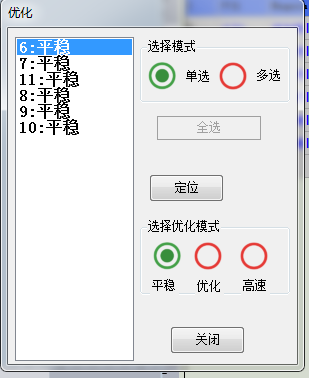 优化
6:平稳
7:平稳
11:平稳
8:平稳
9:平稳
10:平稳
选择模式
单选
多选
全选
定位
选择优化模式
平稳
优化
高速
关闭